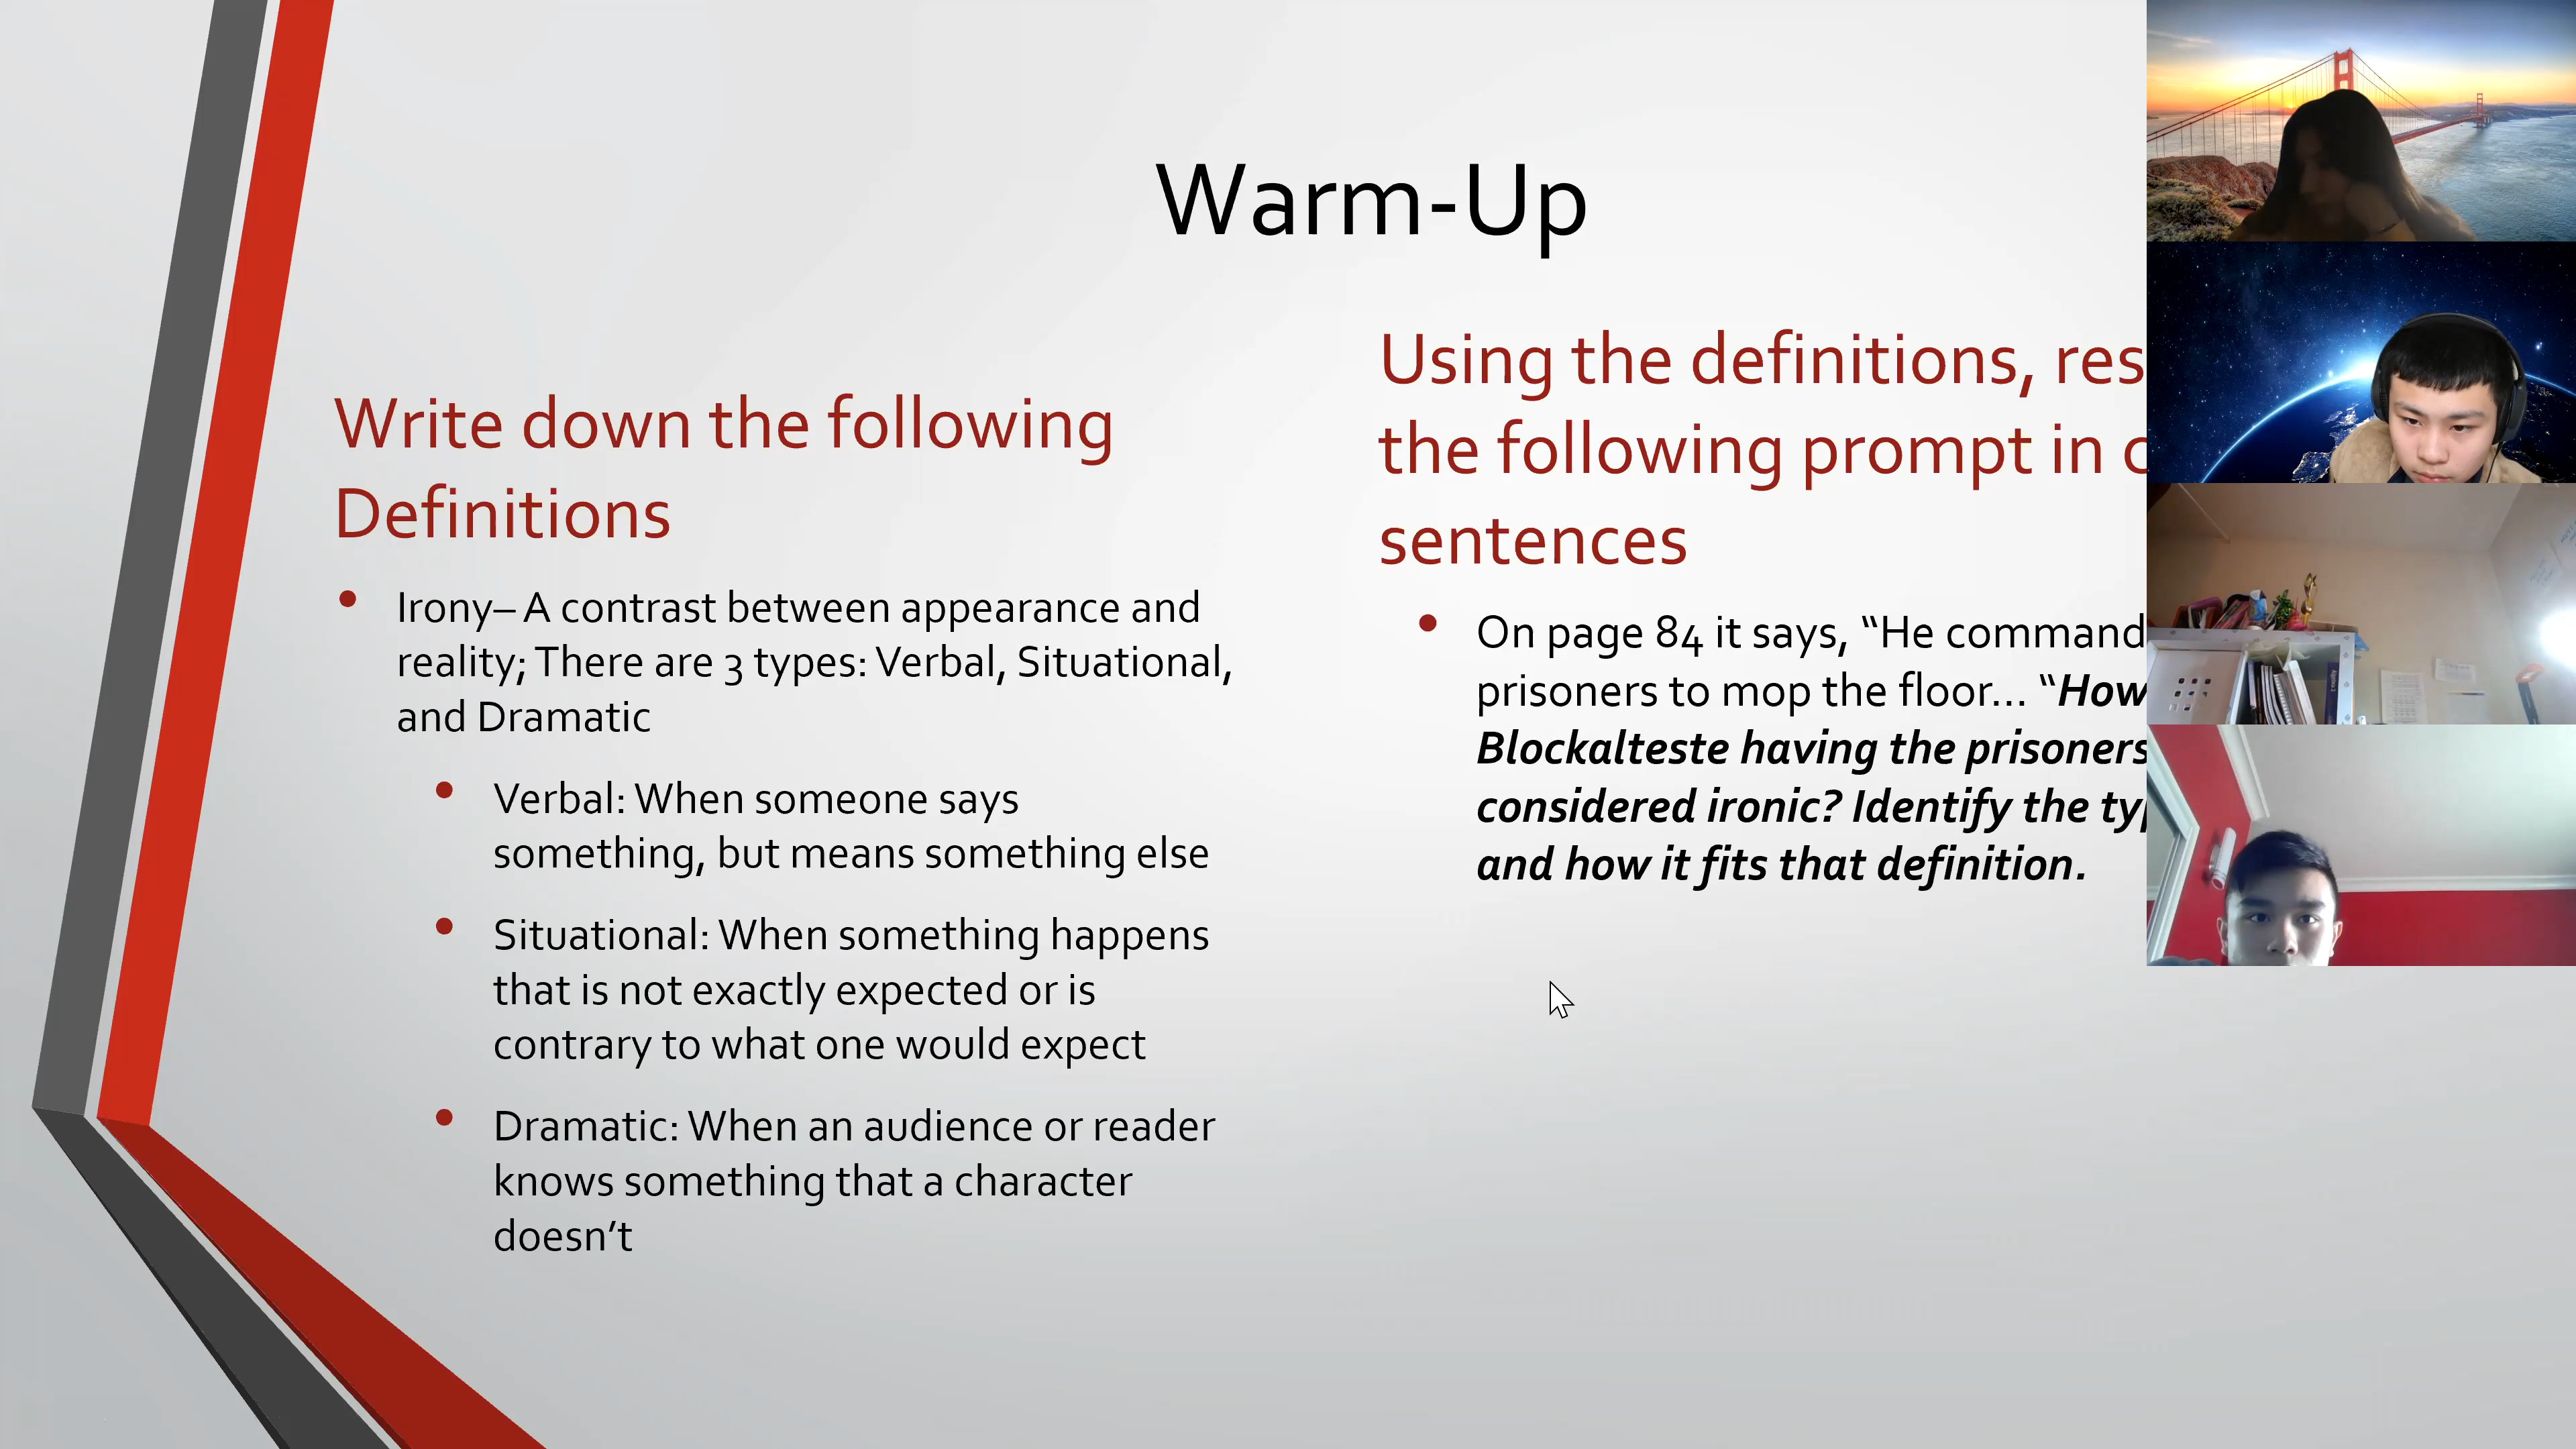 Warm-Up
Write down the following
Definitions
Irony– A contrast between appearance and
reality; There are 3 types: Verbal, Situational,
and Dramatic
Verbal: When someone says
something, but means something else
Situational: When something happens
that is not exactly expected or is
contrary to what one would expect
Dramatic: When an audience or reader
knows something that a character
doesn’t
Using the definitions, res
the following prompt in
sentences
On page 84 it says, “He command
prisoners to mop the floor… “How
Blockalteste having the prisoners
considered ironic? Identify the typ
and how it fits that definition.